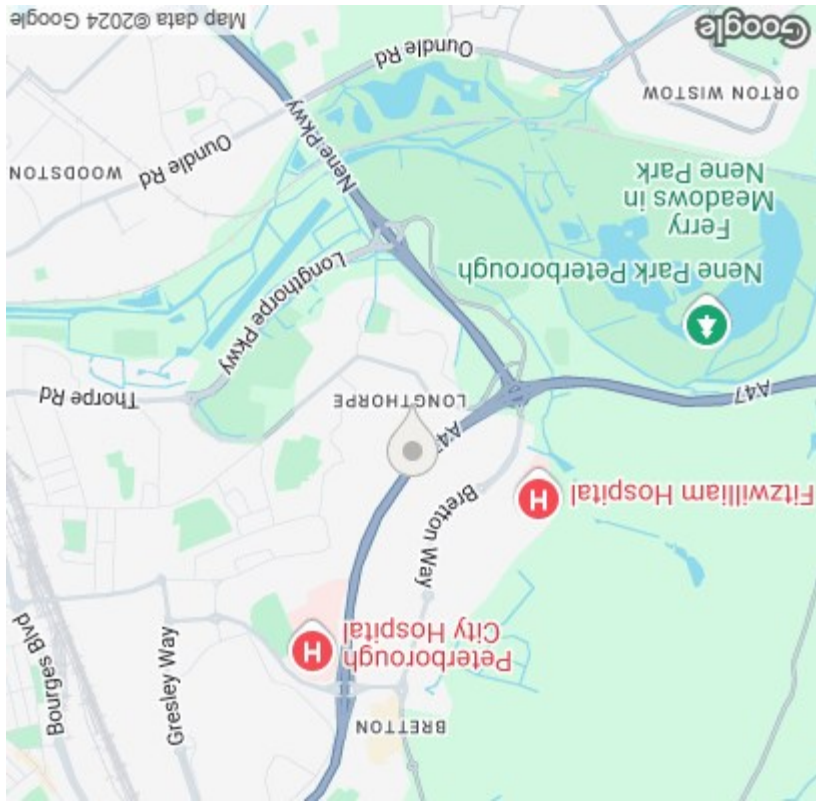 BRETTON
Gresley Way
Bourges Blvd
Peterborough
City Hospital
Bretton Way
Fitzwilliam Hospital
A4
A47
LONGTHORPE
Thorpe Rd
Longthorpe Pkwy
Nene Park Peterborough
Ferry
Meadows in
Nene Park
Nene Pkwy
Oundle Rd
WOODSTON
ORTON WISTOW
Oundle Rd
Google
Map data ©2024 Google